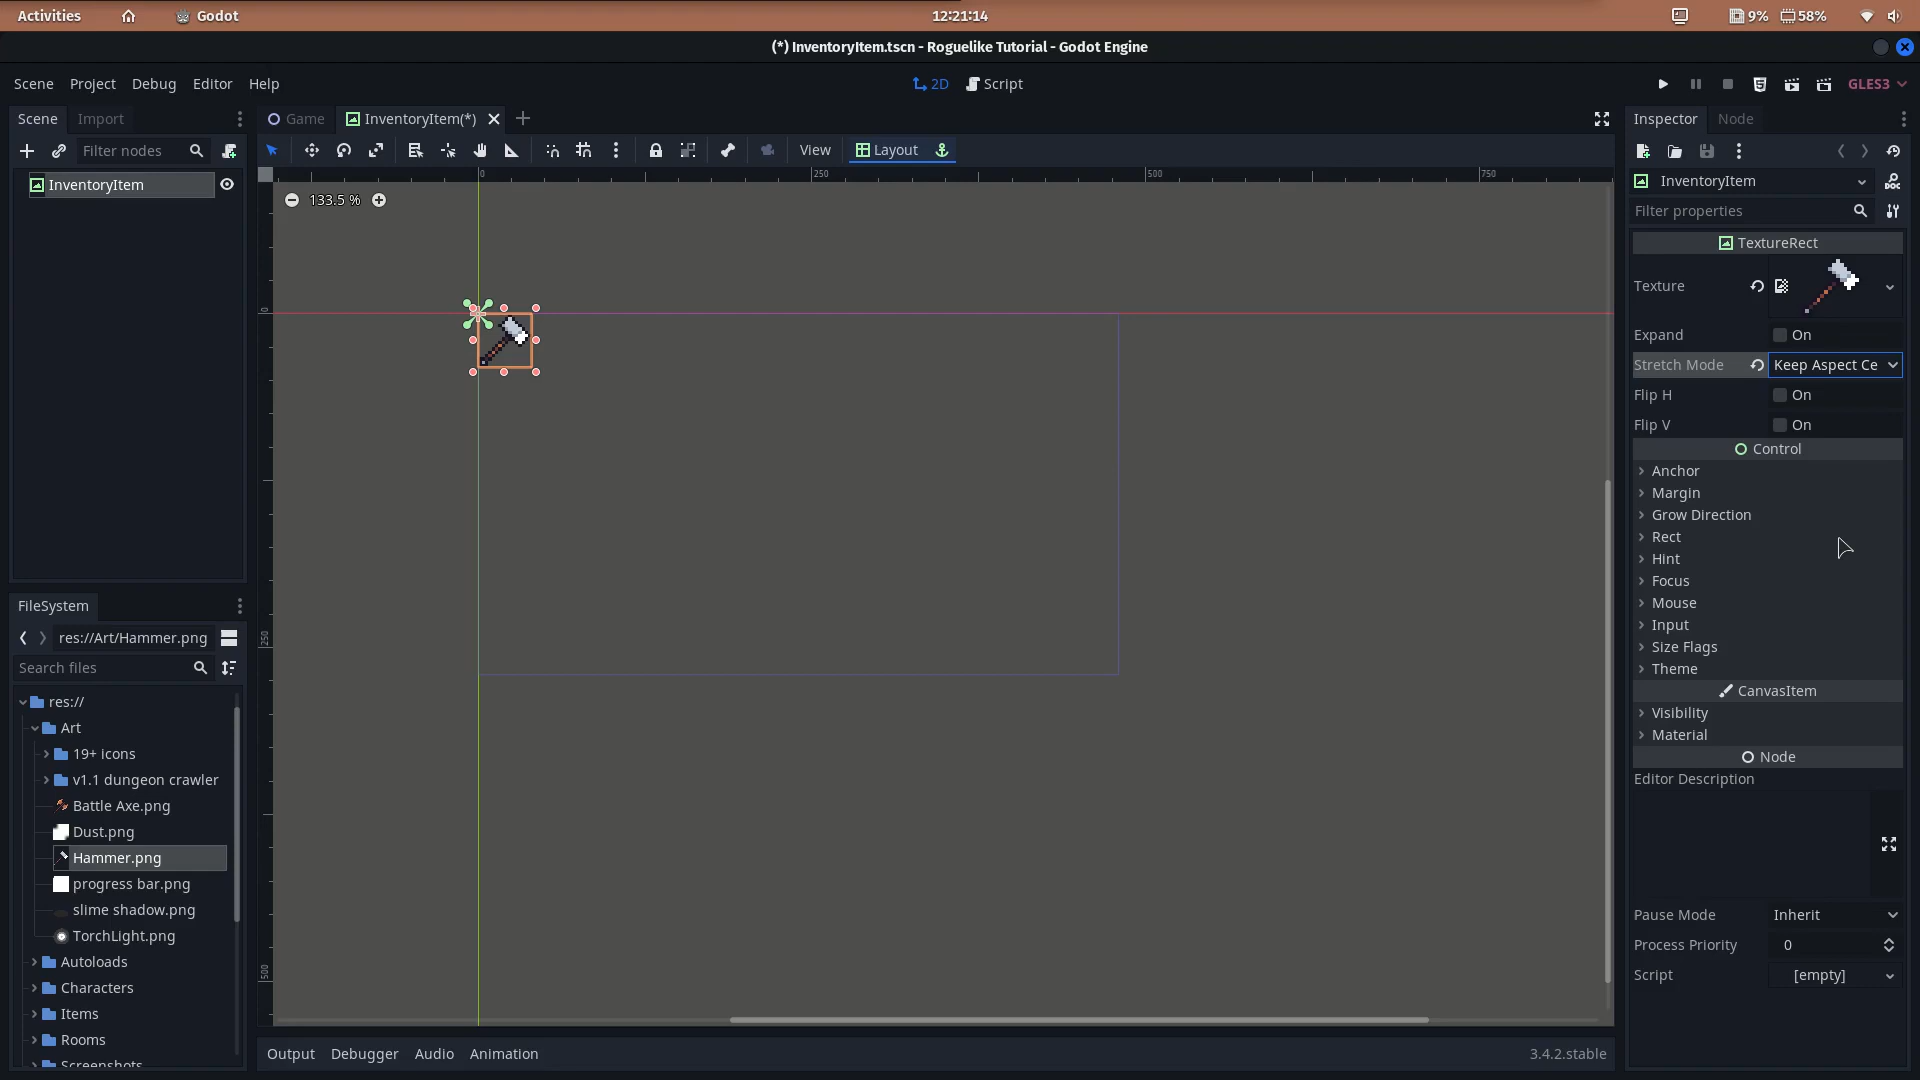 Activities
Godot
12:21:14
9%
58%
(*) InventoryItem.tscn - Roguelike Tutorial - Godot Engine
Scene Project Debug Editor Help
2D Script
GLES3
Scene Import
Filter nodes
InventoryItem
Game InventoryItem(*)
View Layout
0 250 500 750
133.5 %
0
250
500
FileSystem
res://Art/Hammer.png
Search files
res://
Art
19+ icons
v1.1 dungeon crawler
Battle Axe.png
Dust.png
Hammer.png
progress bar.png
slime shadow.png
TorchLight.png
Autoloads
Characters
Items
Rooms
Screenshots
Output Debugger Audio Animation
3.4.2.stable
Inspector Node
InventoryItem
Filter properties
TextureRect
Texture
Expand On
Stretch Mode Keep Aspect Ce
Flip H On
Flip V On
Control
Anchor
Margin
Grow Direction
Rect
Hint
Focus
Mouse
Input
Size Flags
Theme
CanvasItem
Visibility
Material
Node
Editor Description
Pause Mode Inherit
Process Priority 0
Script [empty]